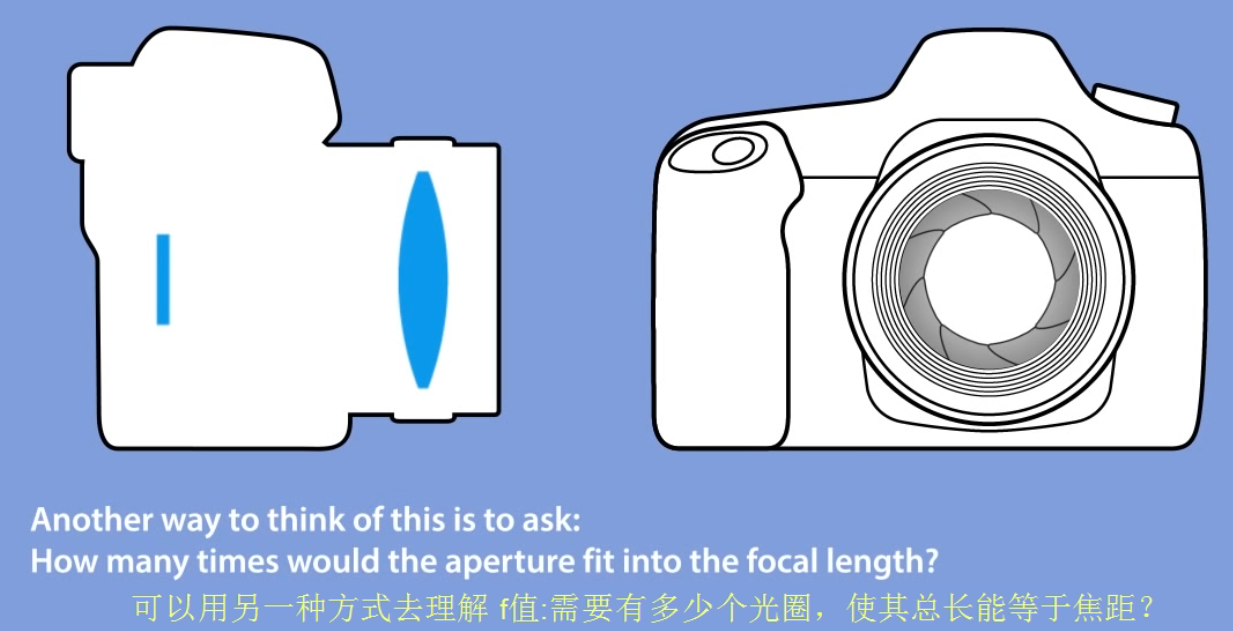 Another way to think of this is to ask:
How many times would the aperture fit into the focal length?
可以用另一种方式去理解 f值:需要有多少个光圈，使其总长能等于焦距？